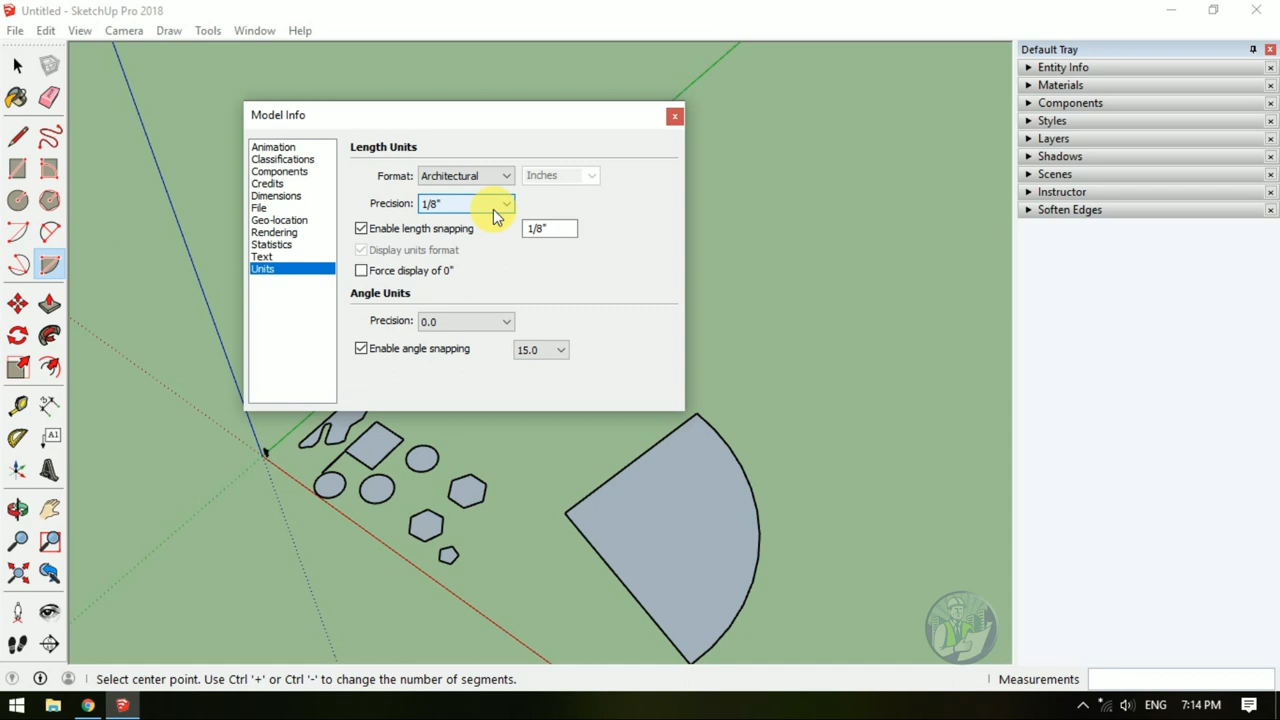 Untitled - SketchUp Pro 2018
File Edit View Camera Draw Tools Window Help
Default Tray
Entity Info
Materials
Components
Styles
Layers
Shadows
Scenes
Instructor
Soften Edges
Model Info
Animation
Classifications
Components
Credits
Dimensions
File
Geo-location
Rendering
Statistics
Text
Units
Length Units
Format: Architectural Inches
Precision: 1/8"
Enable length snapping 1/8"
Display units format
Force display of 0"
Angle Units
Precision: 0.0
Enable angle snapping 15.0
A1
Select center point. Use Ctrl '+' or Ctrl '-' to change the number of segments.
Measurements
ENG 7:14 PM